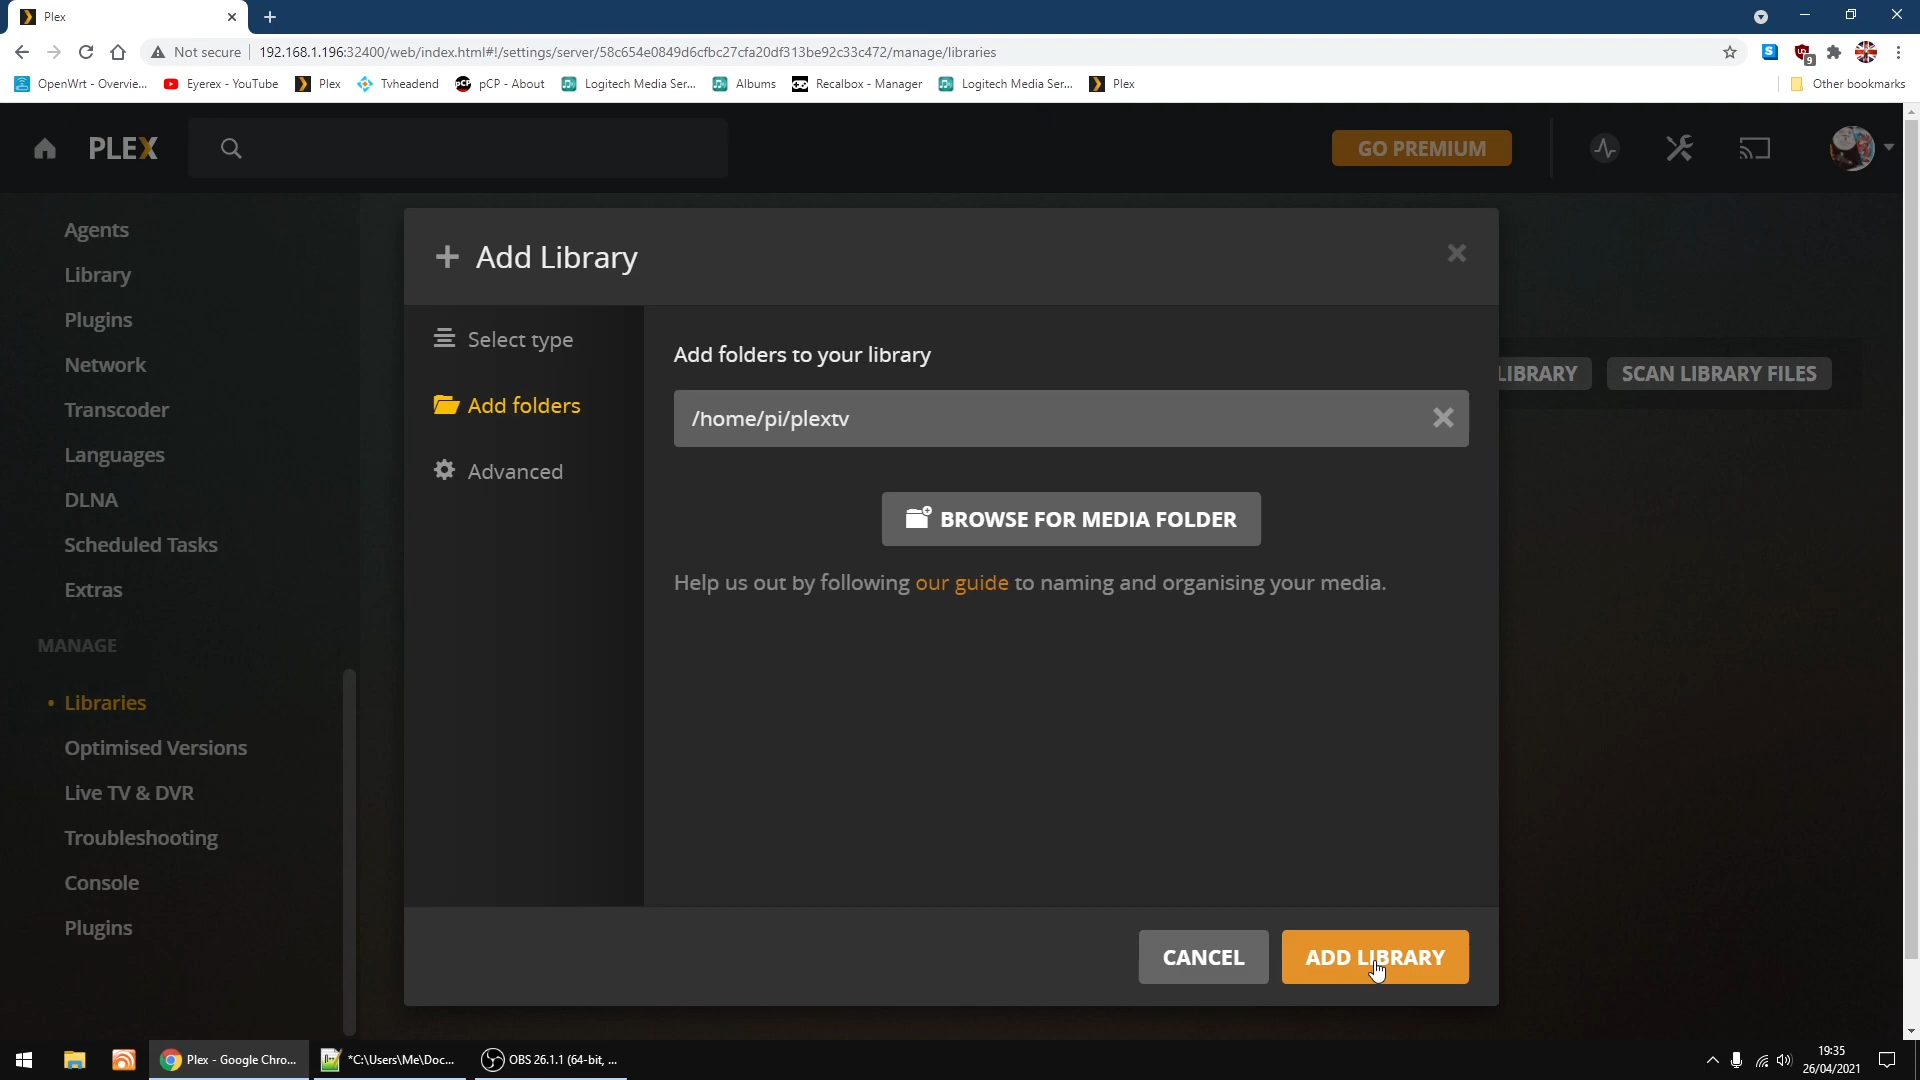 Plex
Not secure
192.168.1.196:32400/web/index.html#!/settings/server/58c654e0849d6cfbc27cfa20df313be92c33c472/manage/libraries
9
OpenWrt - Overvie...
Eyerex - YouTube
Plex
Tvheadend
pCP - About
Logitech Media Ser...
Albums
Recalbox - Manager
Logitech Media Ser...
Plex
Other bookmarks
PLEX
GO PREMIUM
Agents
Library
Plugins
Network
Transcoder
Languages
DLNA
Scheduled Tasks
Extras
MANAGE
Libraries
Optimised Versions
Live TV & DVR
Troubleshooting
Console
Plugins
Add Library
Select type
Add folders
Advanced
Add folders to your library
/home/pi/plextv
BROWSE FOR MEDIA FOLDER
Help us out by following our guide to naming and organising your media.
LIBRARY
SCAN LIBRARY FILES
CANCEL
ADD LIBRARY
Plex - Google Chro...
*C:\Users\Me\Doc...
OBS 26.1.1 (64-bit, ...
19:35
26/04/2021